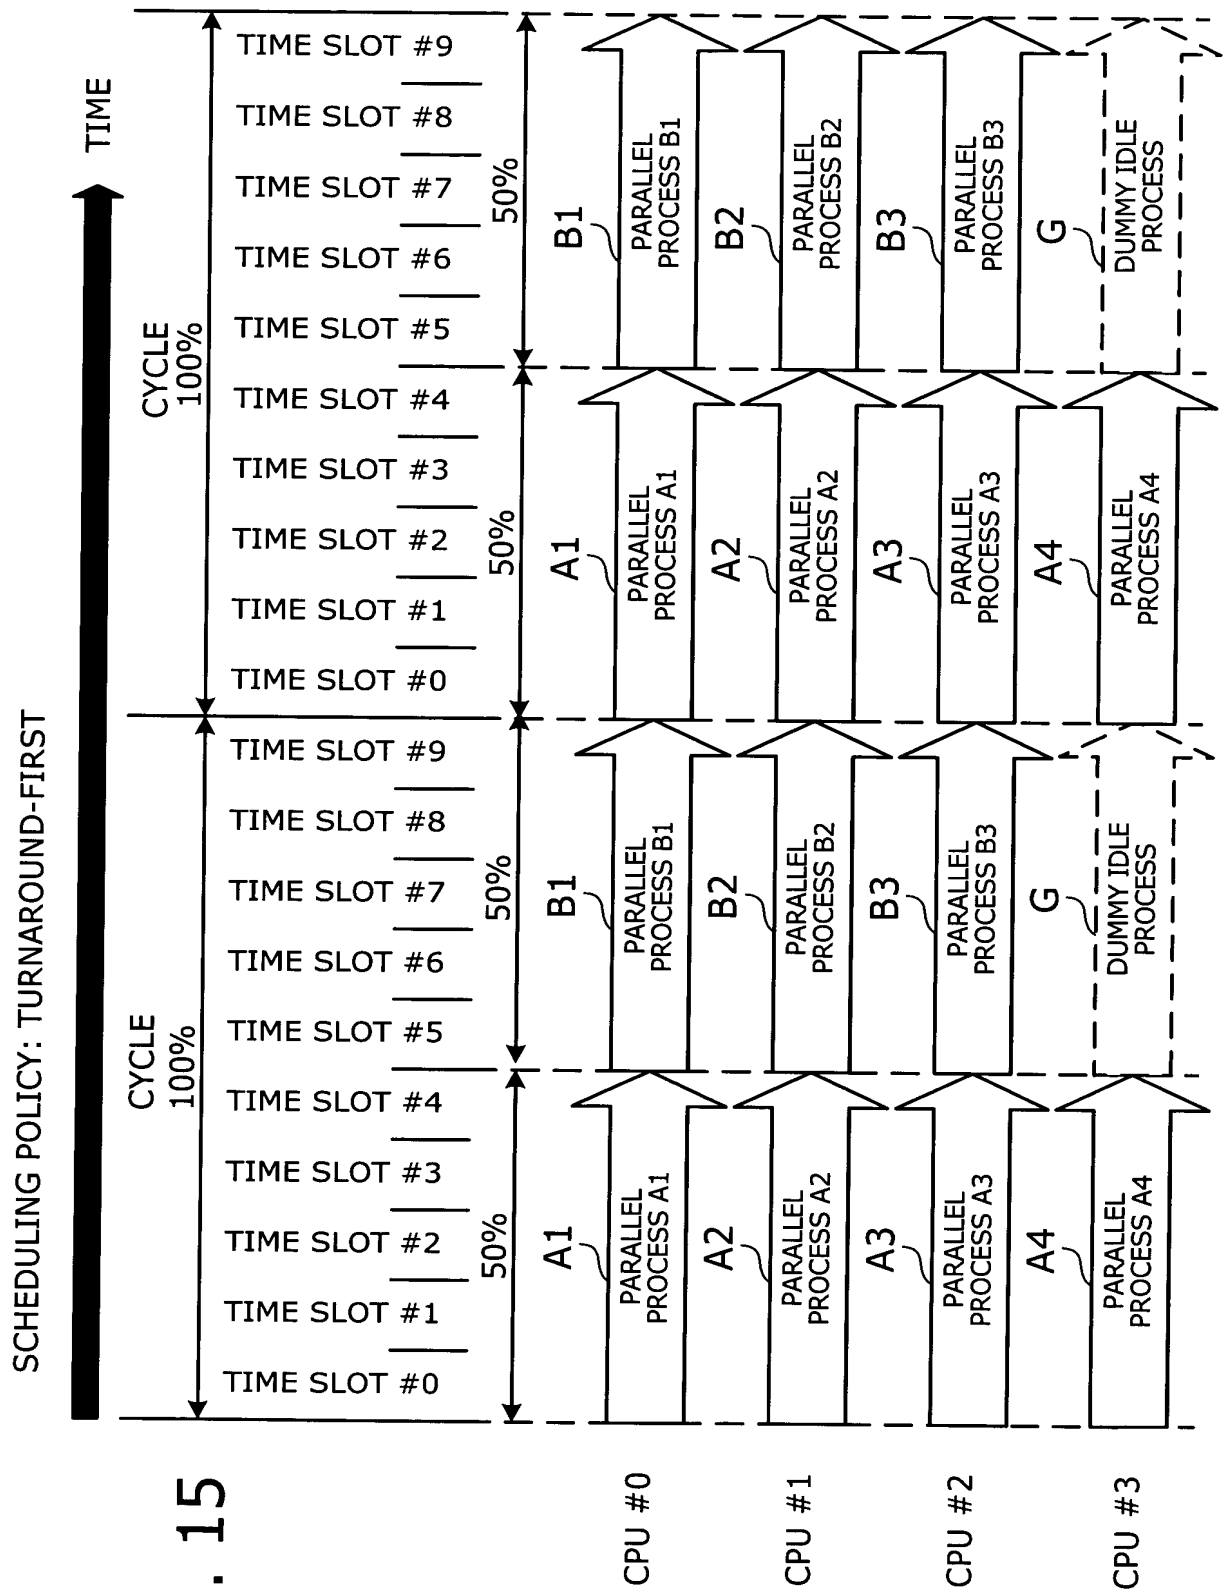 . 15
SCHEDULING POLICY: TURNAROUND-FIRST
TIME
CYCLE
100%
CYCLE
100%
TIME SLOT #0
TIME SLOT #1
TIME SLOT #2
TIME SLOT #3
TIME SLOT #4
TIME SLOT #5
TIME SLOT #6
TIME SLOT #7
TIME SLOT #8
TIME SLOT #9
TIME SLOT #0
TIME SLOT #1
TIME SLOT #2
TIME SLOT #3
TIME SLOT #4
TIME SLOT #5
TIME SLOT #6
TIME SLOT #7
TIME SLOT #8
TIME SLOT #9
50%
50%
50%
50%
CPU #0
A1
PARALLEL
PROCESS A1
B1
PARALLEL
PROCESS B1
A1
PARALLEL
PROCESS A1
B1
PARALLEL
PROCESS B1
CPU #1
A2
PARALLEL
PROCESS A2
B2
PARALLEL
PROCESS B2
A2
PARALLEL
PROCESS A2
B2
PARALLEL
PROCESS B2
CPU #2
A3
PARALLEL
PROCESS A3
B3
PARALLEL
PROCESS B3
A3
PARALLEL
PROCESS A3
B3
PARALLEL
PROCESS B3
CPU #3
A4
PARALLEL
PROCESS A4
G
DUMMY IDLE
PROCESS
A4
PARALLEL
PROCESS A4
G
DUMMY IDLE
PROCESS